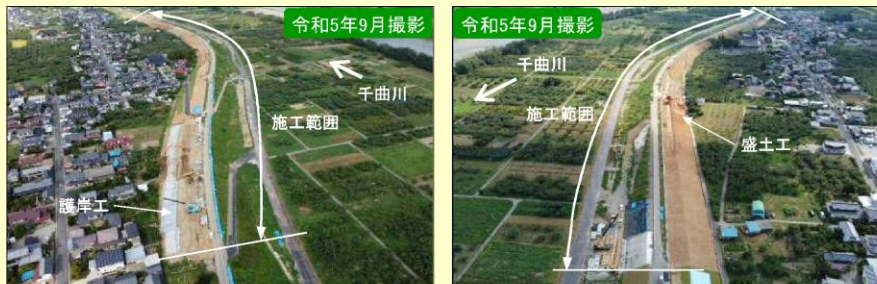 令和5年9月撮影
千曲川
施工範囲
護岸工
令和5年9月撮影
千曲川
施工範囲
盛土工